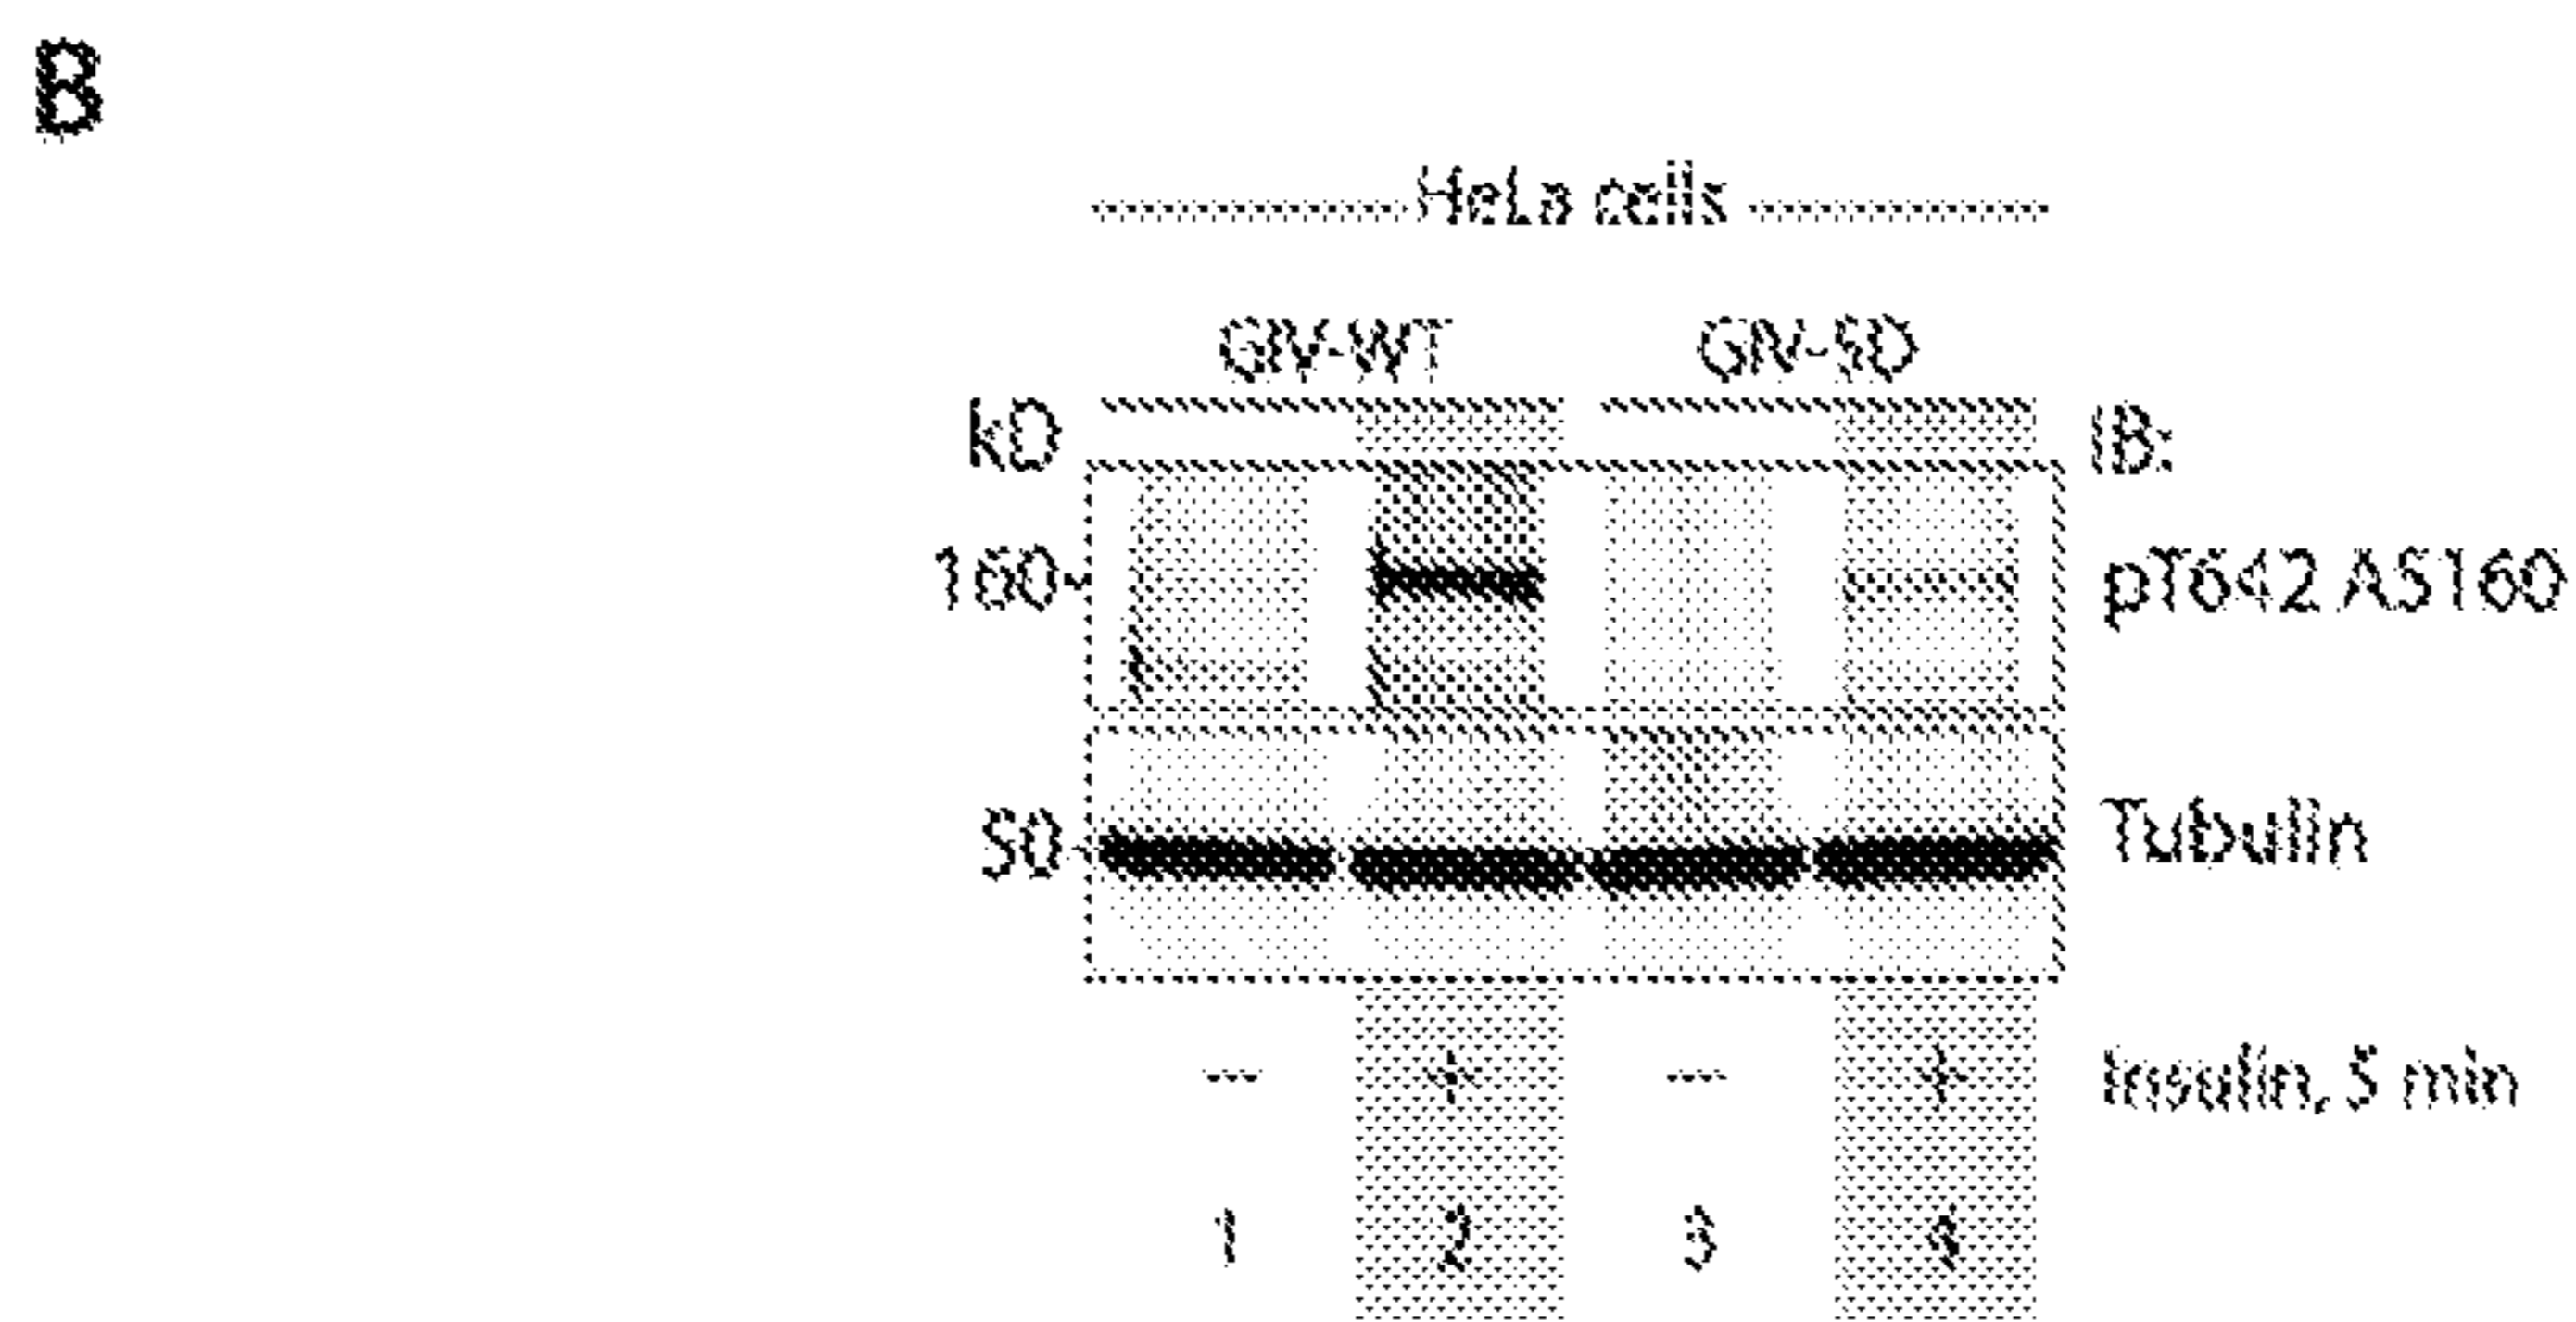 B
HeLa cells
GIV-WT GIV-SD
kD IB:
160- pT642 AS160
50- Tubulin
- + - + Insulin, 5 min
1 2 3 4